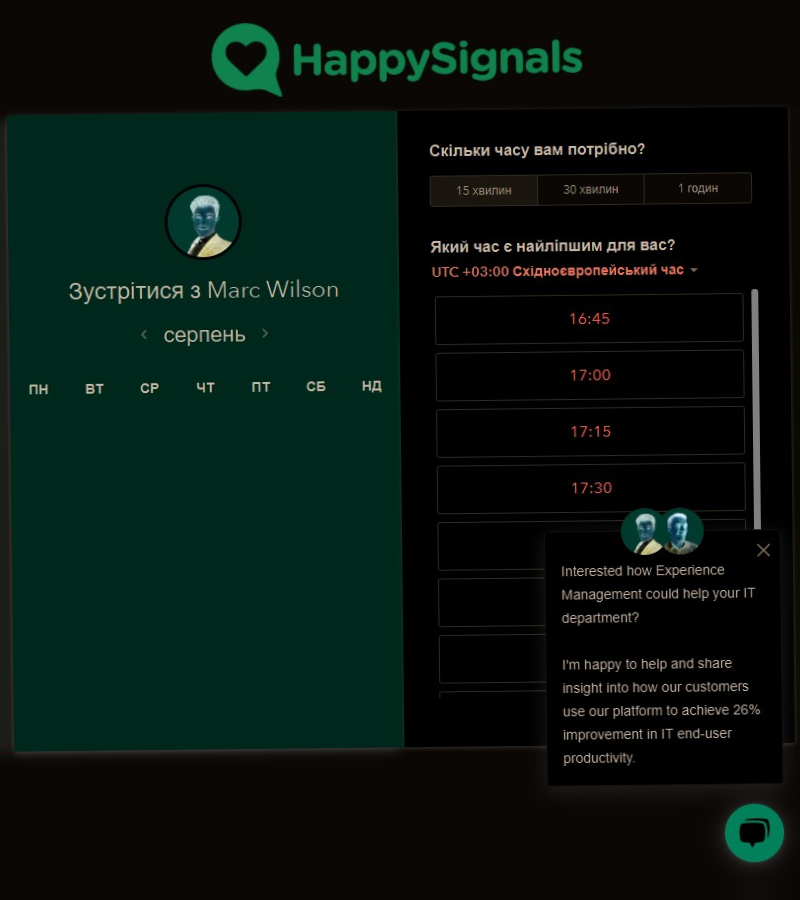 HappySignals
Зустрітися з Marc Wilson
серпень
ПН ВТ СР ЧТ ПТ СБ НД
Скільки часу вам потрібно?
15 хвилин 30 хвилин 1 годин
Який час є найліпшим для вас?
UTC +03:00 Східноєвропейський час
16:45
17:00
17:15
17:30
Interested how Experience
Management could help your IT
department?
I'm happy to help and share
insight into how our customers
use our platform to achieve 26%
improvement in IT end-user
productivity.